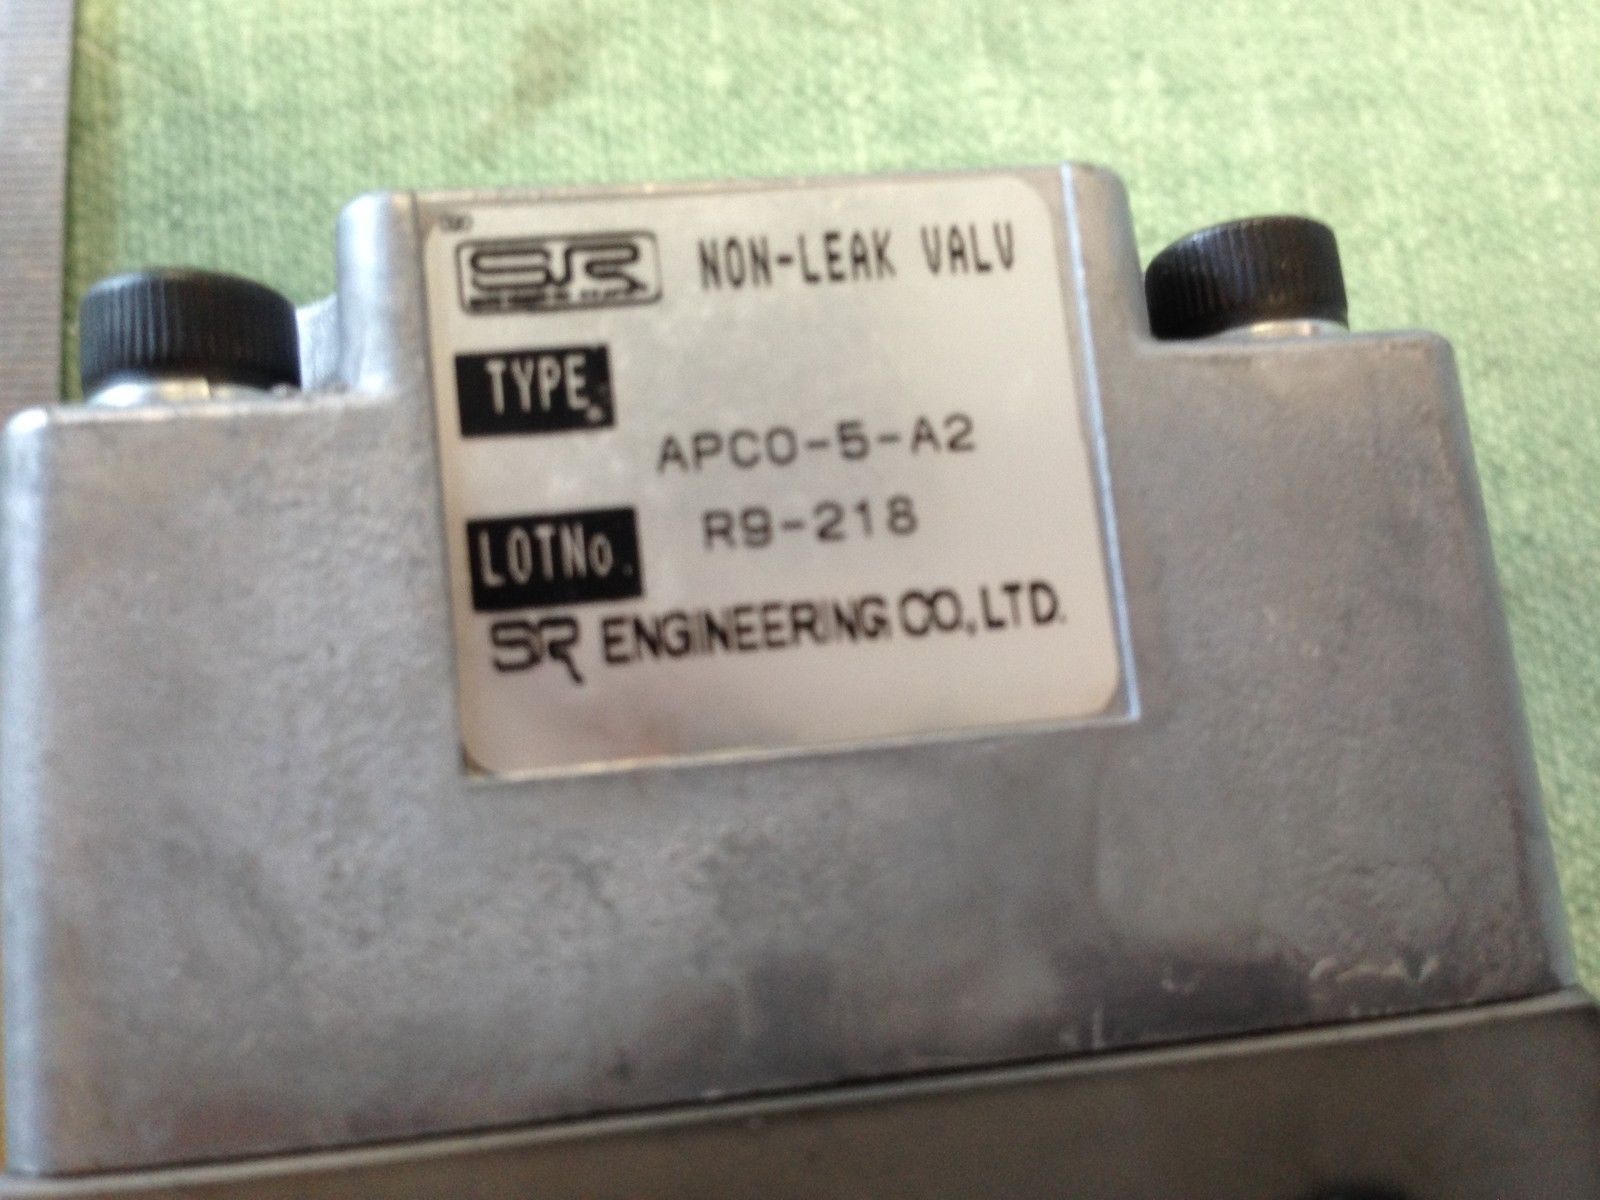 SR NON-LEAK VALV
TYPE.
APCO-5-A2
LOTNo. R9-218
SR ENGINEERING CO.,LTD.